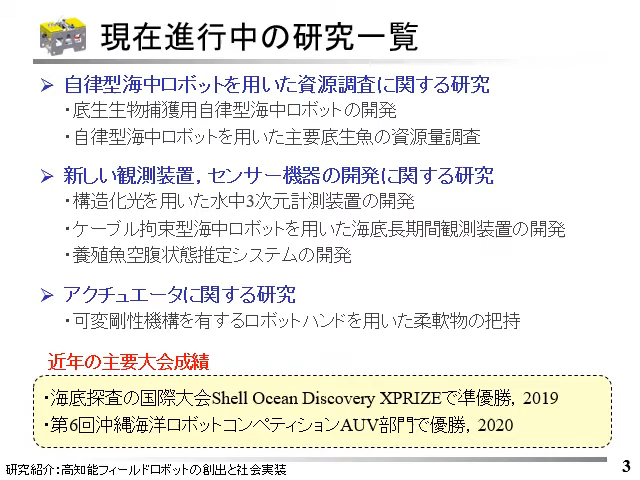 現在進行中の研究一覧
➢ 自律型海中ロボットを用いた資源調査に関する研究
・底生生物捕獲用自律型海中ロボットの開発
・自律型海中ロボットを用いた主要底生魚の資源量調査
➢ 新しい観測装置，センサー機器の開発に関する研究
・構造化光を用いた水中3次元計測装置の開発
・ケーブル拘束型海中ロボットを用いた海底長期間観測装置の開発
・養殖魚空腹状態推定システムの開発
➢ アクチュエータに関する研究
・可変剛性機構を有するロボットハンドを用いた柔軟物の把持
近年の主要大会成績
・海底探査の国際大会Shell Ocean Discovery XPRIZEで準優勝，2019
・第6回沖縄海洋ロボットコンペティションAUV部門で優勝，2020
研究紹介：高知能フィールドロボットの創出と社会実装
3